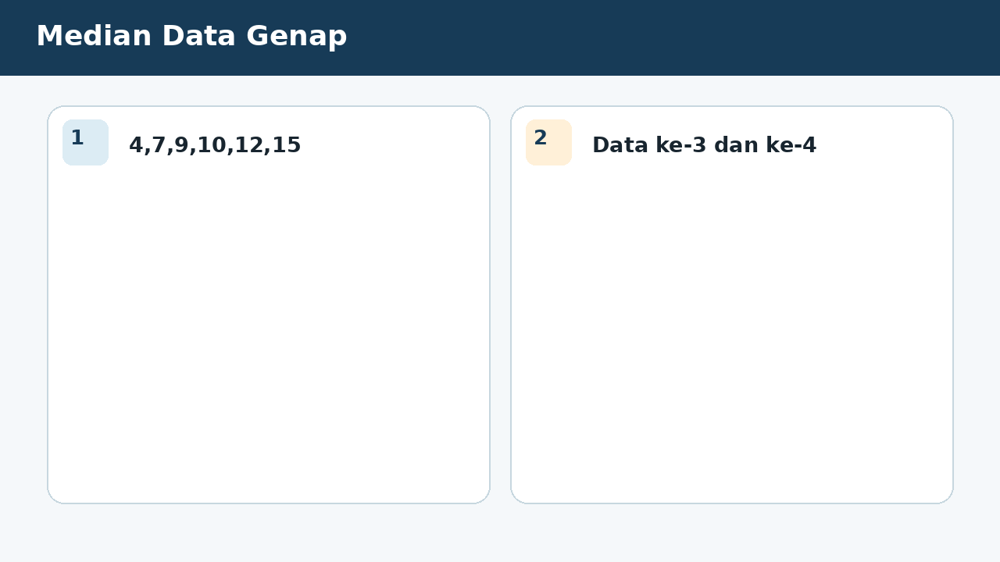 Median Data Genap
1
4,7,9,10,12,15
2
Data ke-3 dan ke-4